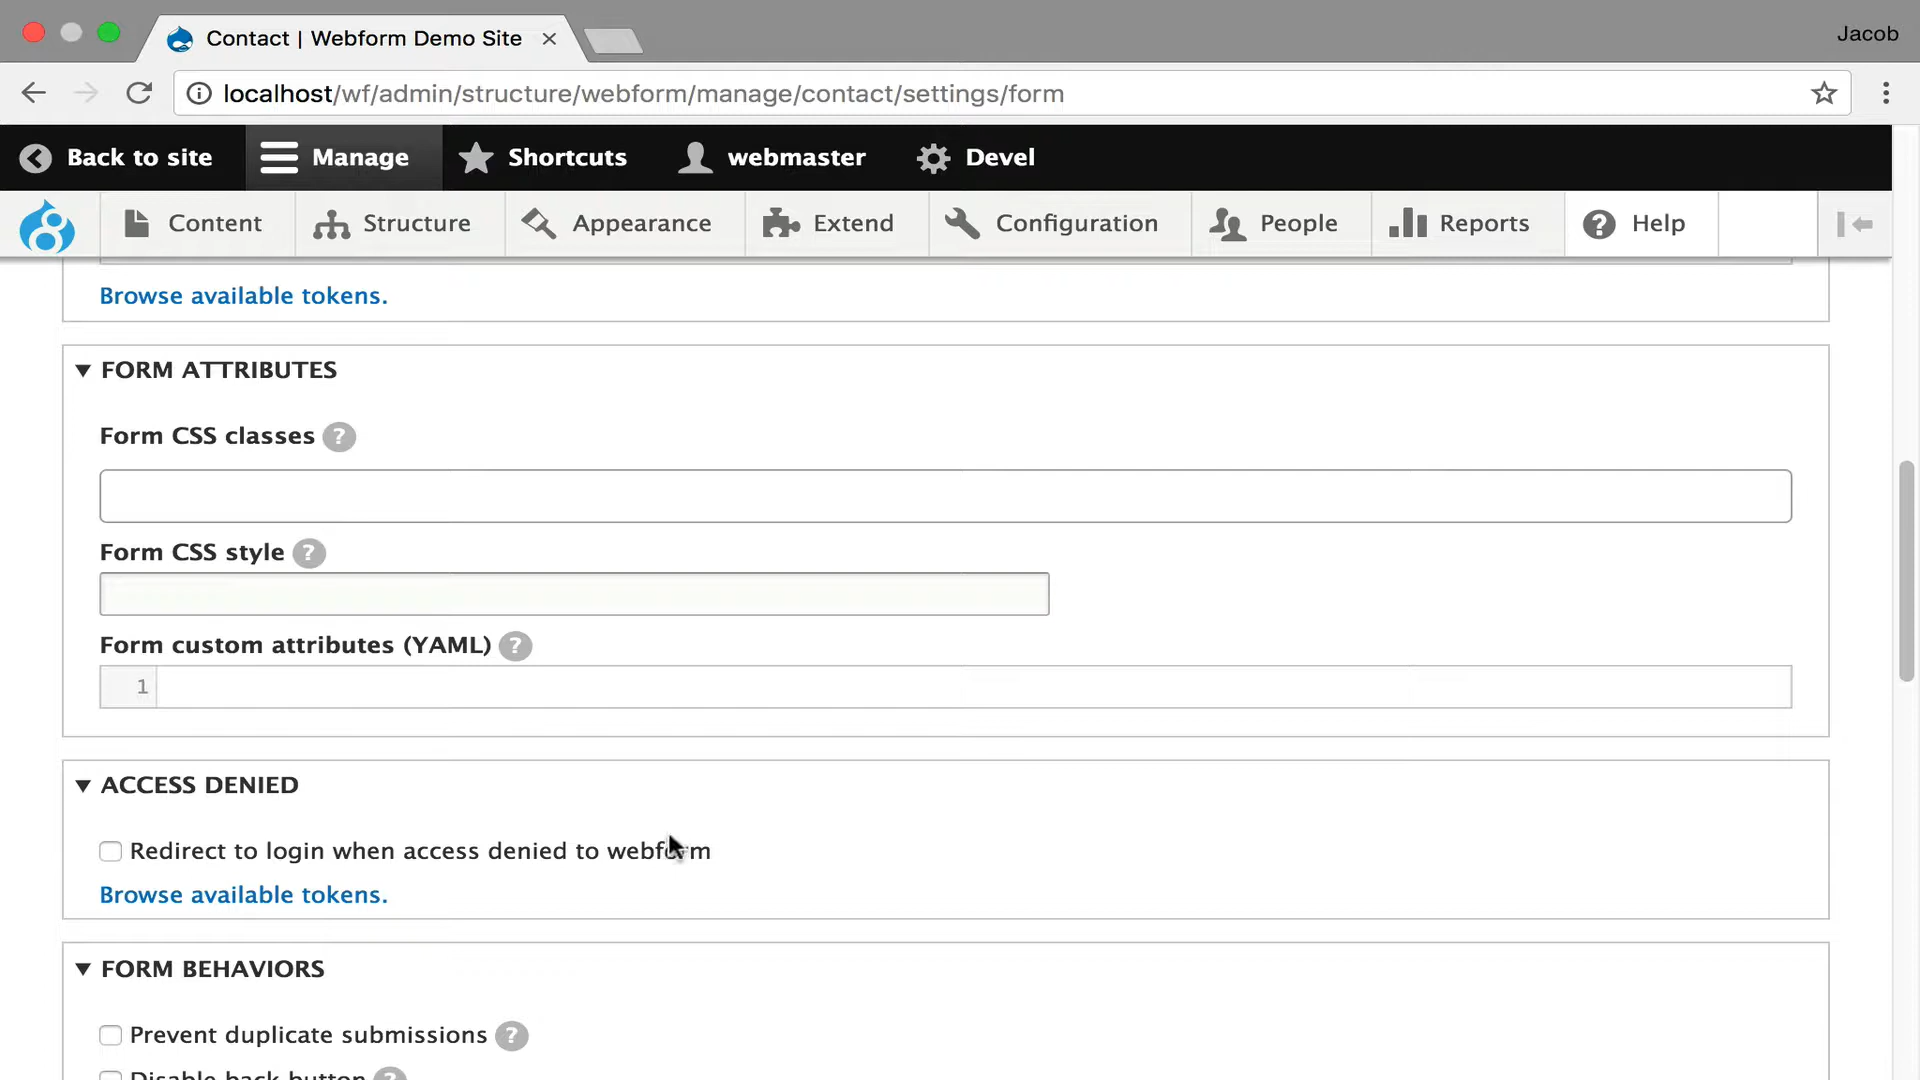 Contact | Webform Demo Site
Jacob
localhost/wf/admin/structure/webform/manage/contact/settings/form
Back to site Manage Shortcuts webmaster Devel
Content Structure Appearance Extend Configuration People Reports Help
Browse available tokens.
FORM ATTRIBUTES
Form CSS classes ?
Form CSS style ?
Form custom attributes (YAML) ?
1
ACCESS DENIED
Redirect to login when access denied to webform
Browse available tokens.
FORM BEHAVIORS
Prevent duplicate submissions ?
Disable back button ?